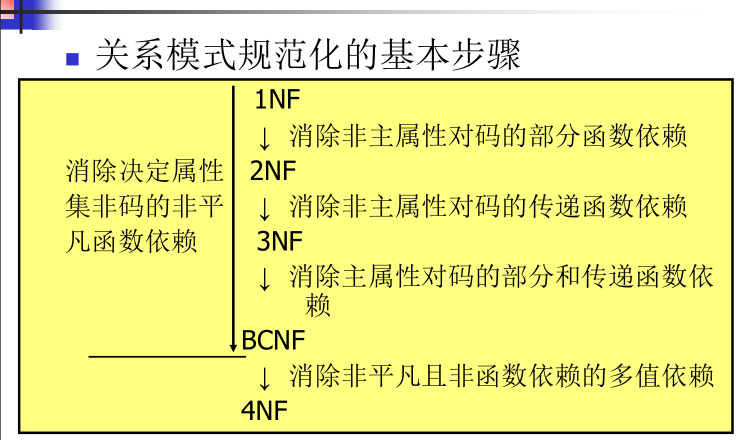 关系模式规范化的基本步骤
1NF
↓ 消除非主属性对码的部分函数依赖
消除决定属性
集非码的非平
凡函数依赖
2NF
↓ 消除非主属性对码的传递函数依赖
3NF
↓ 消除主属性对码的部分和传递函数依
赖
BCNF
↓ 消除非平凡且非函数依赖的多值依赖
4NF